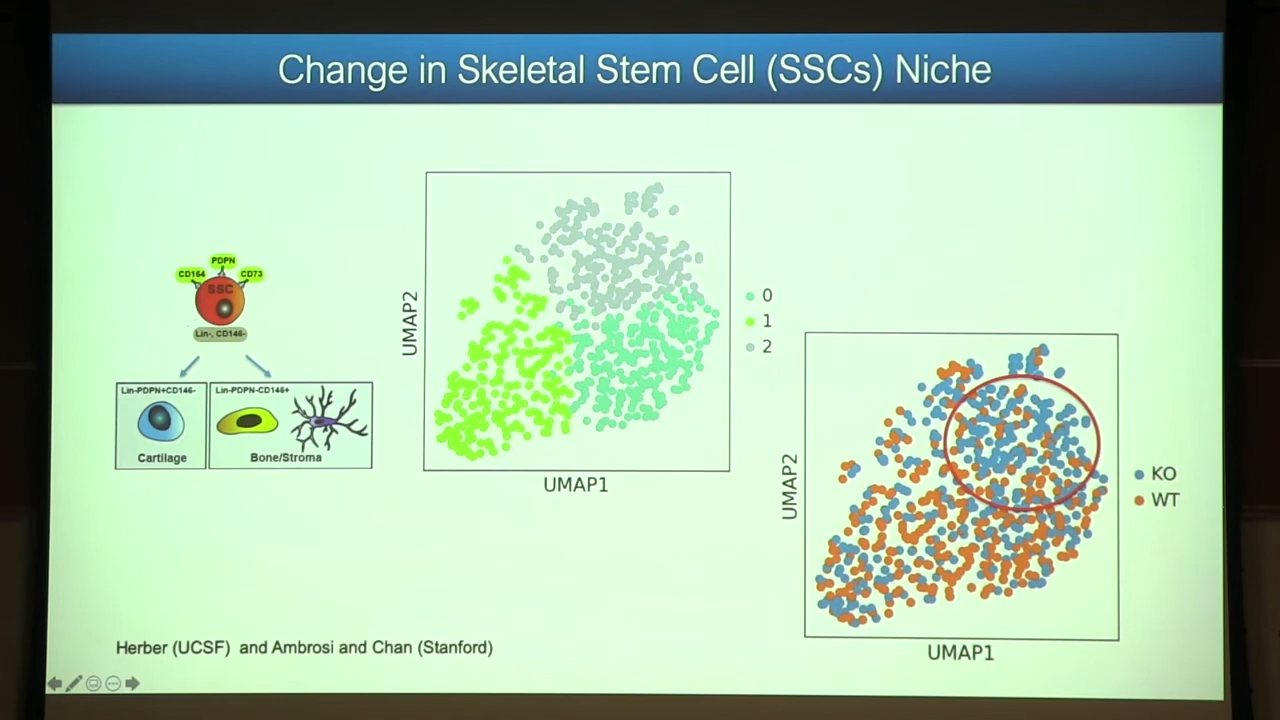 Change in Skeletal Stem Cell (SSCs) Niche
PDPN
CD164
CD73
SSC
Lin-, CD146-
Lin-PDPN+CD146-
Lin-PDPN-CD146+
Cartilage
Bone/Stroma
UMAP2
UMAP1
0
1
2
UMAP2
UMAP1
KO
WT
Herber (UCSF) and Ambrosi and Chan (Stanford)